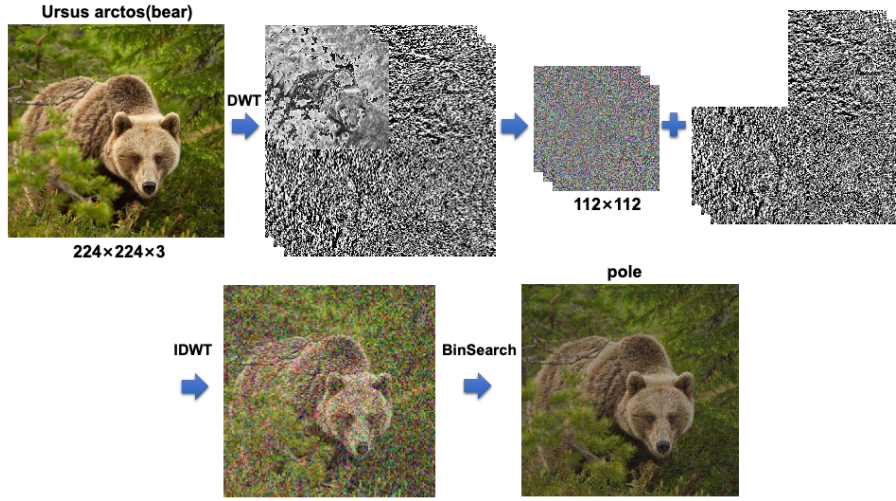 Ursus arctos(bear)
DWT
224×224×3
112×112
IDWT
BinSearch
pole